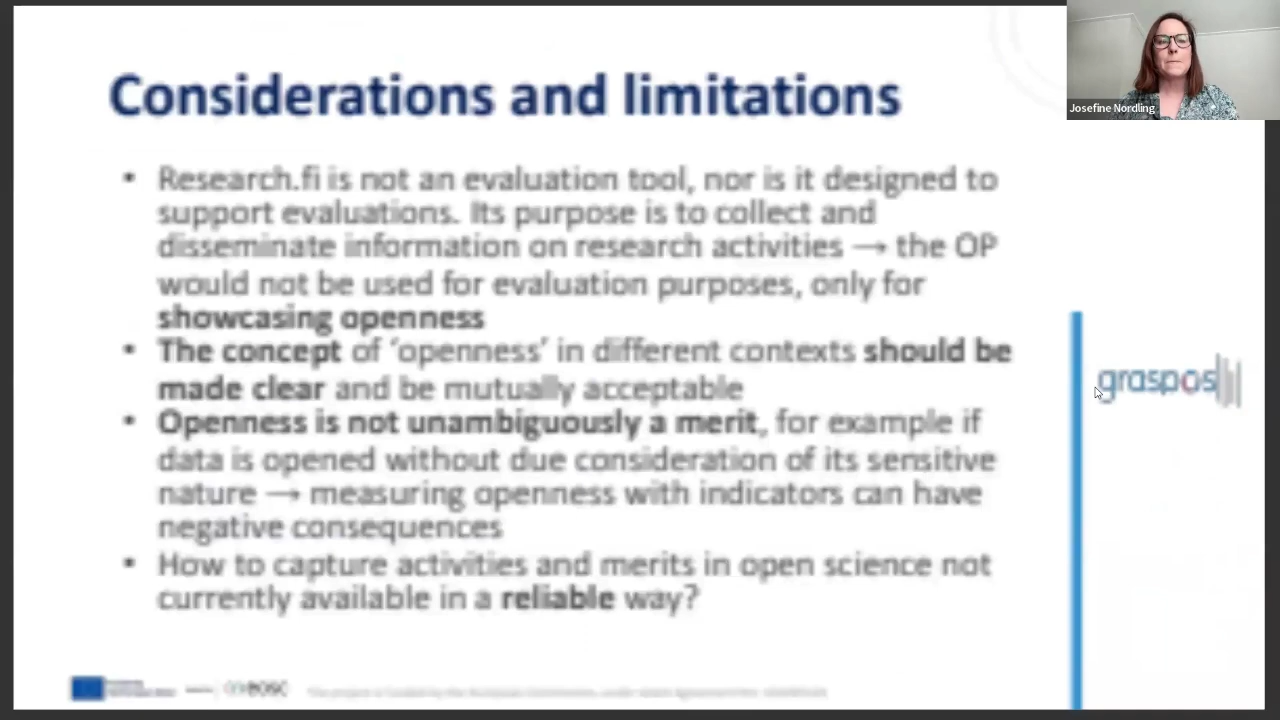 Considerations and limitations
Josefine Nordling
▪ Research.fi is not an evaluation tool, nor is it designed to
support evaluations. Its purpose is to collect and
disseminate information on research activities → the OP
would not be used for evaluation purposes, only for
showcasing openness
▪ The concept of ‘openness’ in different contexts should be
made clear and be mutually acceptable
▪ Openness is not unambiguously a merit, for example if
data is opened without due consideration of its sensitive
nature → measuring openness with indicators can have
negative consequences
▪ How to capture activities and merits in open science not
currently available in a reliable way?
graspos
EOSC